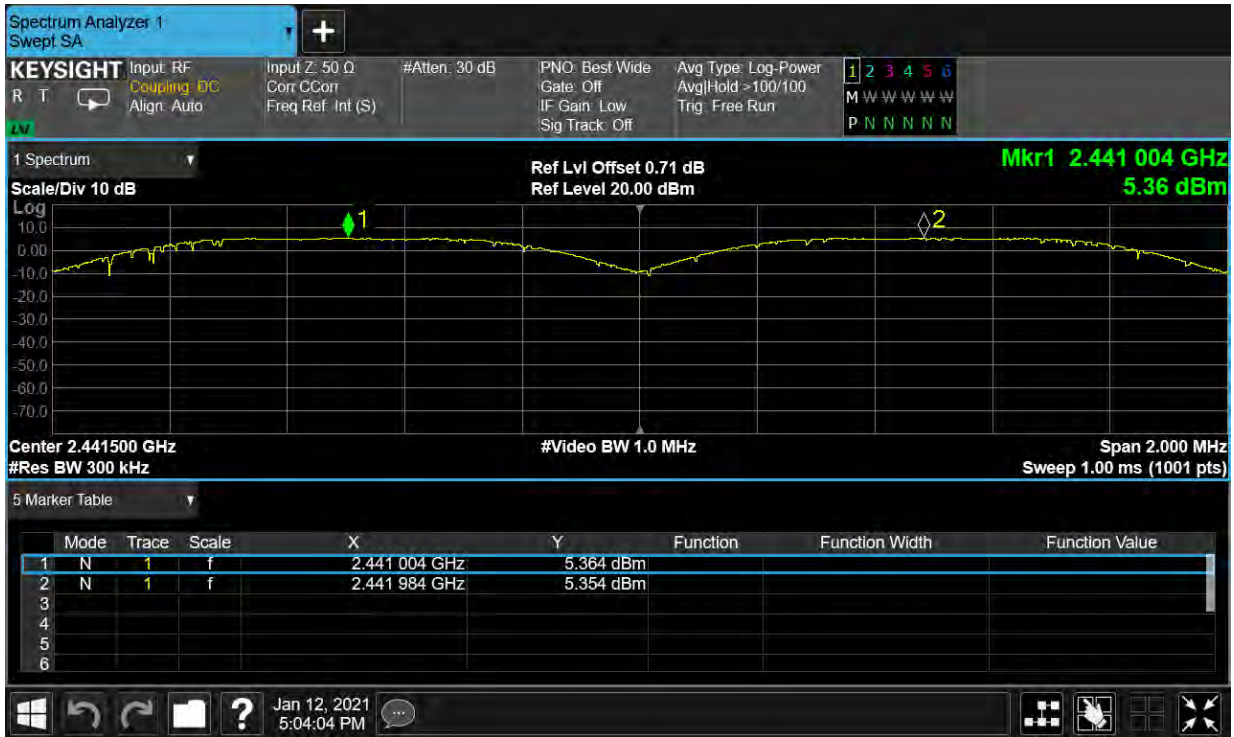 Spectrum Analyzer 1
Swept SA
KEYSIGHT
R T
LXI
Input: RF
Coupling: DC
Align: Auto
Input Z: 50 Ω
Corr CCorr
Freq Ref: Int (S)
#Atten: 30 dB
PNO: Best Wide
Gate: Off
IF Gain: Low
Sig Track: Off
Avg Type: Log-Power
Avg|Hold >100/100
Trig: Free Run
1 2 3 4 5 6
M W W W W W W
P N N N N N N
1 Spectrum
Scale/Div 10 dB
Ref Lvl Offset 0.71 dB
Ref Level 20.00 dBm
Mkr1 2.441 004 GHz
5.36 dBm
Log
10.0
0.00
-10.0
-20.0
-30.0
-40.0
-50.0
-60.0
-70.0
1
2
Center 2.441500 GHz
#Res BW 300 kHz
#Video BW 1.0 MHz
Span 2.000 MHz
Sweep 1.00 ms (1001 pts)
5 Marker Table
Mode Trace Scale X Y Function Function Width Function Value
1 N 1 f 2.441 004 GHz 5.364 dBm
2 N 1 f 2.441 984 GHz 5.354 dBm
3
4
5
6
?
Jan 12, 2021
5:04:04 PM